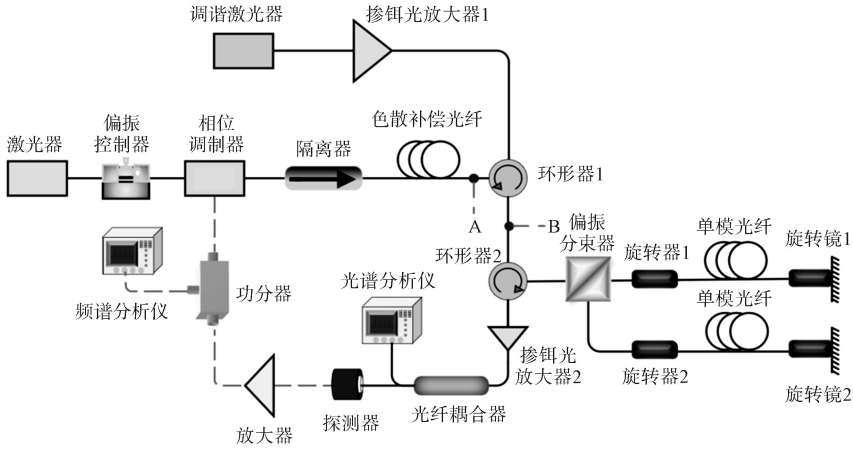 调谐激光器
掺铒光放大器1
激光器
偏振
控制器
相位
调制器
隔离器
色散补偿光纤
环形器1
A
B
偏振
分束器
环形器2
旋转器1
单模光纤
旋转镜1
频谱分析仪
功分器
光谱分析仪
单模光纤
掺铒光
放大器2
旋转器2
旋转镜2
放大器
探测器
光纤耦合器